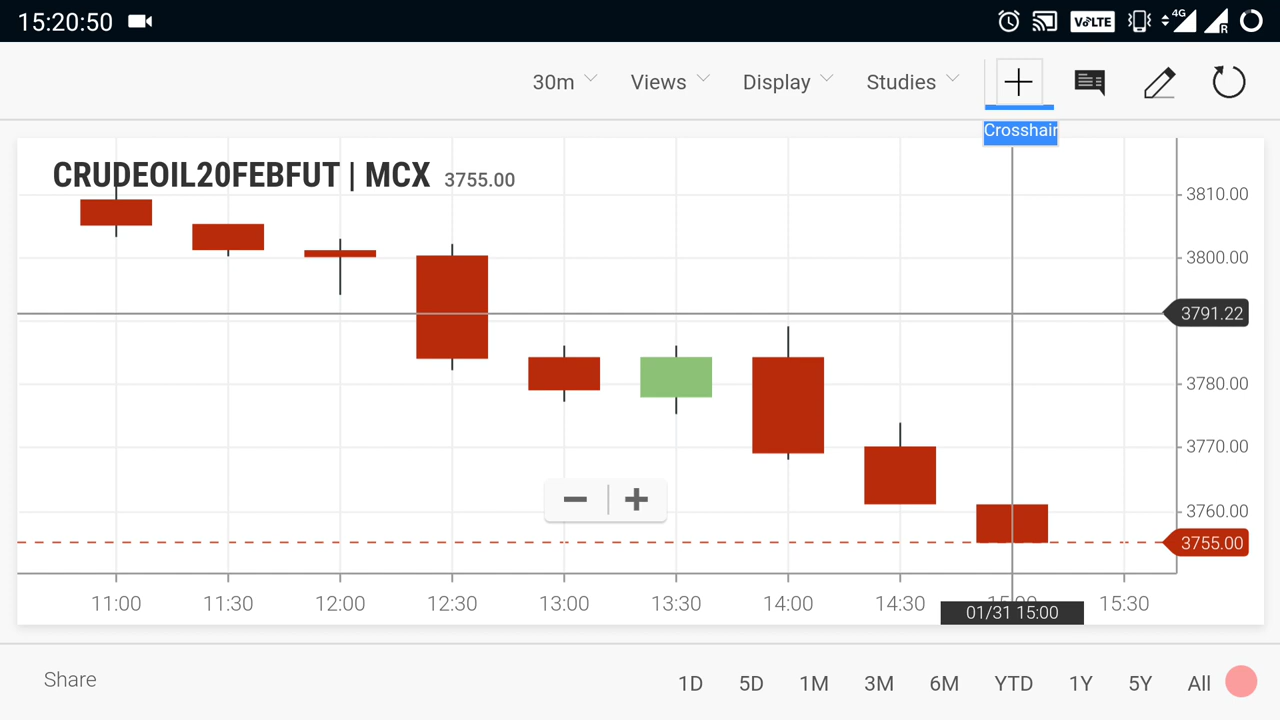 15:20:50 VoLTE 4G R
30m Views Display Studies
Crosshair
CRUDEOIL20FEBFUT | MCX 3755.00
3810.00
3800.00
3791.22
3780.00
3770.00
3760.00
3755.00
11:00 11:30 12:00 12:30 13:00 13:30 14:00 14:30 15:00 15:30
01/31 15:00
Share 1D 5D 1M 3M 6M YTD 1Y 5Y All